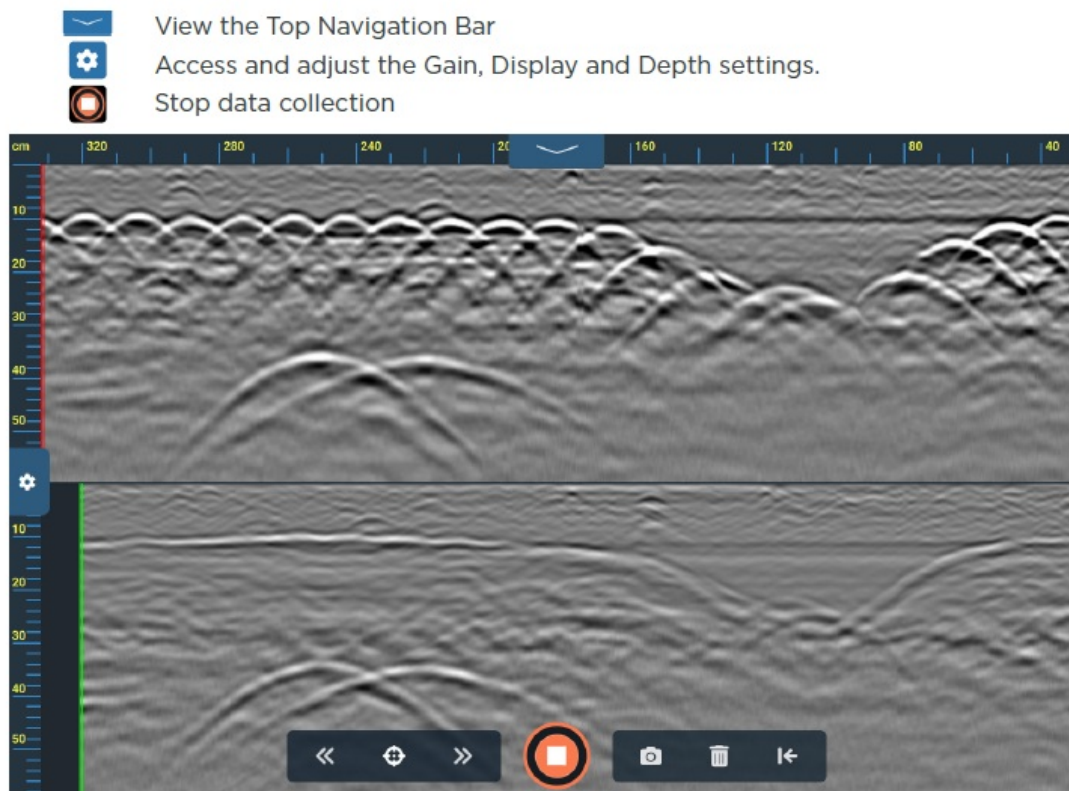 View the Top Navigation Bar
Access and adjust the Gain, Display and Depth settings.
Stop data collection
cm 320 280 240 20 160 120 80 40
10
20
30
40
50
10
20
30
40
50